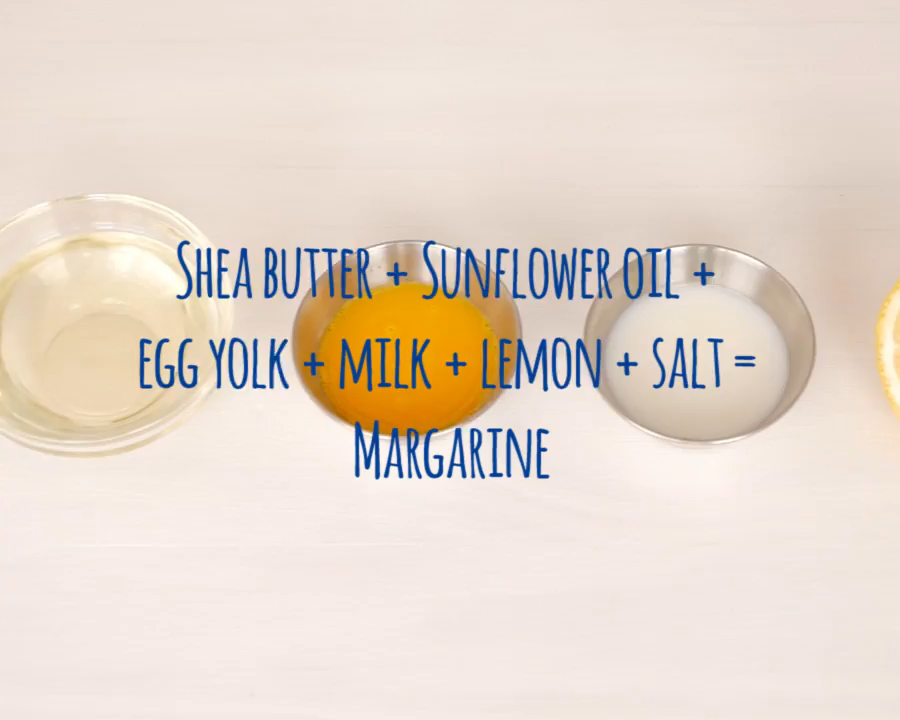 Shea butter + Sunflower oil +
egg yolk + milk + lemon + salt =
Margarine